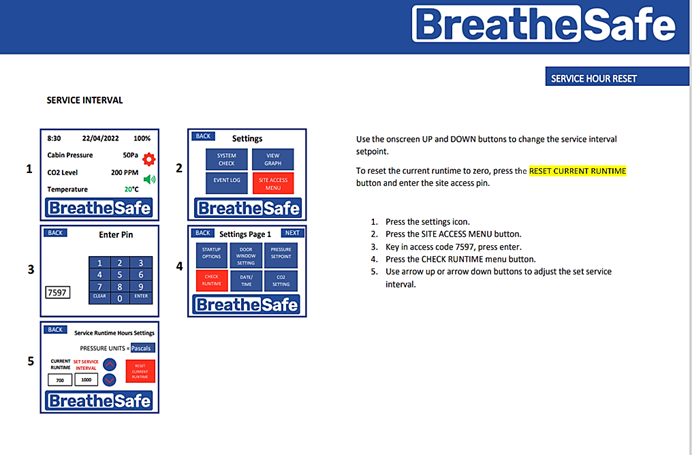 BreatheSafe
SERVICE HOUR RESET
SERVICE INTERVAL
1
8:30 22/04/2022 100%
Cabin Pressure 50Pa
CO2 Level 200 PPM
Temperature 20°C
BreatheSafe
2
BACK Settings
SYSTEM CHECK
VIEW GRAPH
EVENT LOG
SITE ACCESS MENU
BreatheSafe
3
BACK
Enter Pin
1 2 3
4 5 6
7 8 9
CLEAR 0 ENTER
7597
4
BACK Settings Page 1 NEXT
STARTUP OPTIONS
DOOR WINDOW SETTING
PRESSURE SETPOINT
CHECK RUNTIME
DATE/ TIME
CO2 SETTING
BreatheSafe
5
BACK
Service Runtime Hours Settings
PRESSURE UNITS = Pascals
CURRENT RUNTIME
SET SERVICE INTERVAL
700 1000
RESET CURRENT RUNTIME
BreatheSafe
Use the onscreen UP and DOWN buttons to change the service interval
setpoint.
To reset the current runtime to zero, press the RESET CURRENT RUNTIME
button and enter the site access pin.
1. Press the settings icon.
2. Press the SITE ACCESS MENU button.
3. Key in access code 7597, press enter.
4. Press the CHECK RUNTIME menu button.
5. Use arrow up or arrow down buttons to adjust the set service
interval.